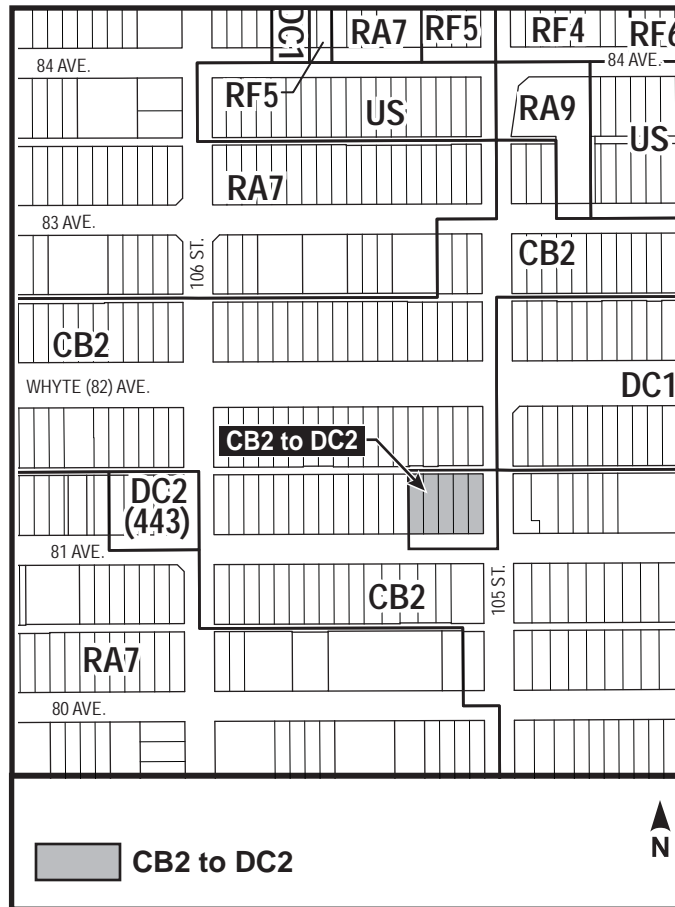 DC1
RA7
RF5
RF4
RF6
84 AVE.
84 AVE.
RF5
US
RA9
US
RA7
83 AVE.
106 ST.
CB2
CB2
WHYTE (82) AVE.
DC1
CB2 to DC2
DC2
(443)
81 AVE.
CB2
105 ST.
RA7
80 AVE.
CB2 to DC2
N